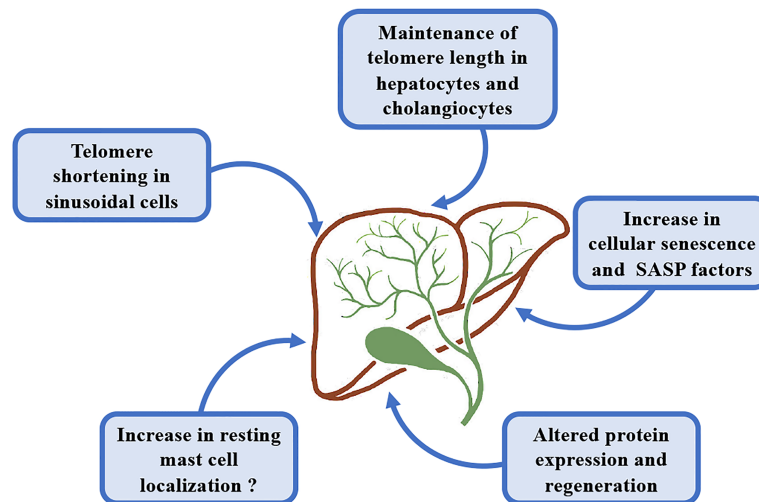 Maintenance of
telomere length in
hepatocytes and
cholangiocytes
Telomere
shortening in
sinusoidal cells
Increase in
cellular senescence
and SASP factors
Increase in resting
mast cell
localization ?
Altered protein
expression and
regeneration